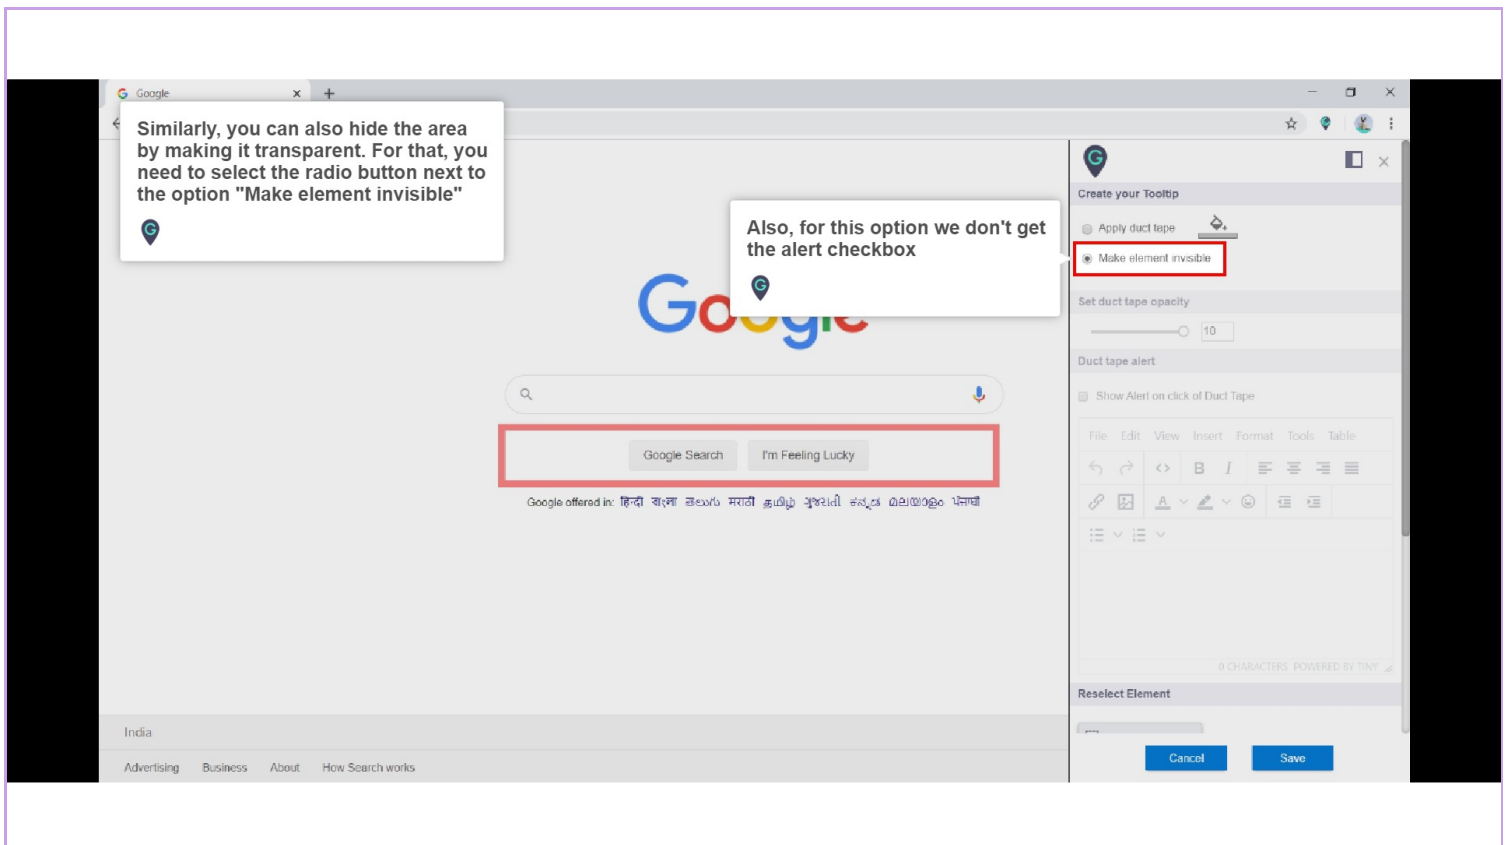 Google
Similarly, you can also hide the area
by making it transparent. For that, you
need to select the radio button next to
the option "Make element invisible"
G
G
Create your Tooltip
Apply duct tape
Also, for this option we don't get
the alert checkbox
G
Make element invisible
Google
Set duct tape opacity
10
Duct tape alert
Show Alert on click of Duct Tape
File Edit View Insert Format Tools Table
B I
A
Google Search I'm Feeling Lucky
Google offered in: हिन्दी বাংলা తెలుగు मराठी தமிழ் ગુજરાતી ಕನ್ನಡ മലയാളം ਪੰਜਾਬੀ
0 CHARACTERS POWERED BY TINY
Reselect Element
India
Cancel Save
Advertising Business About How Search works